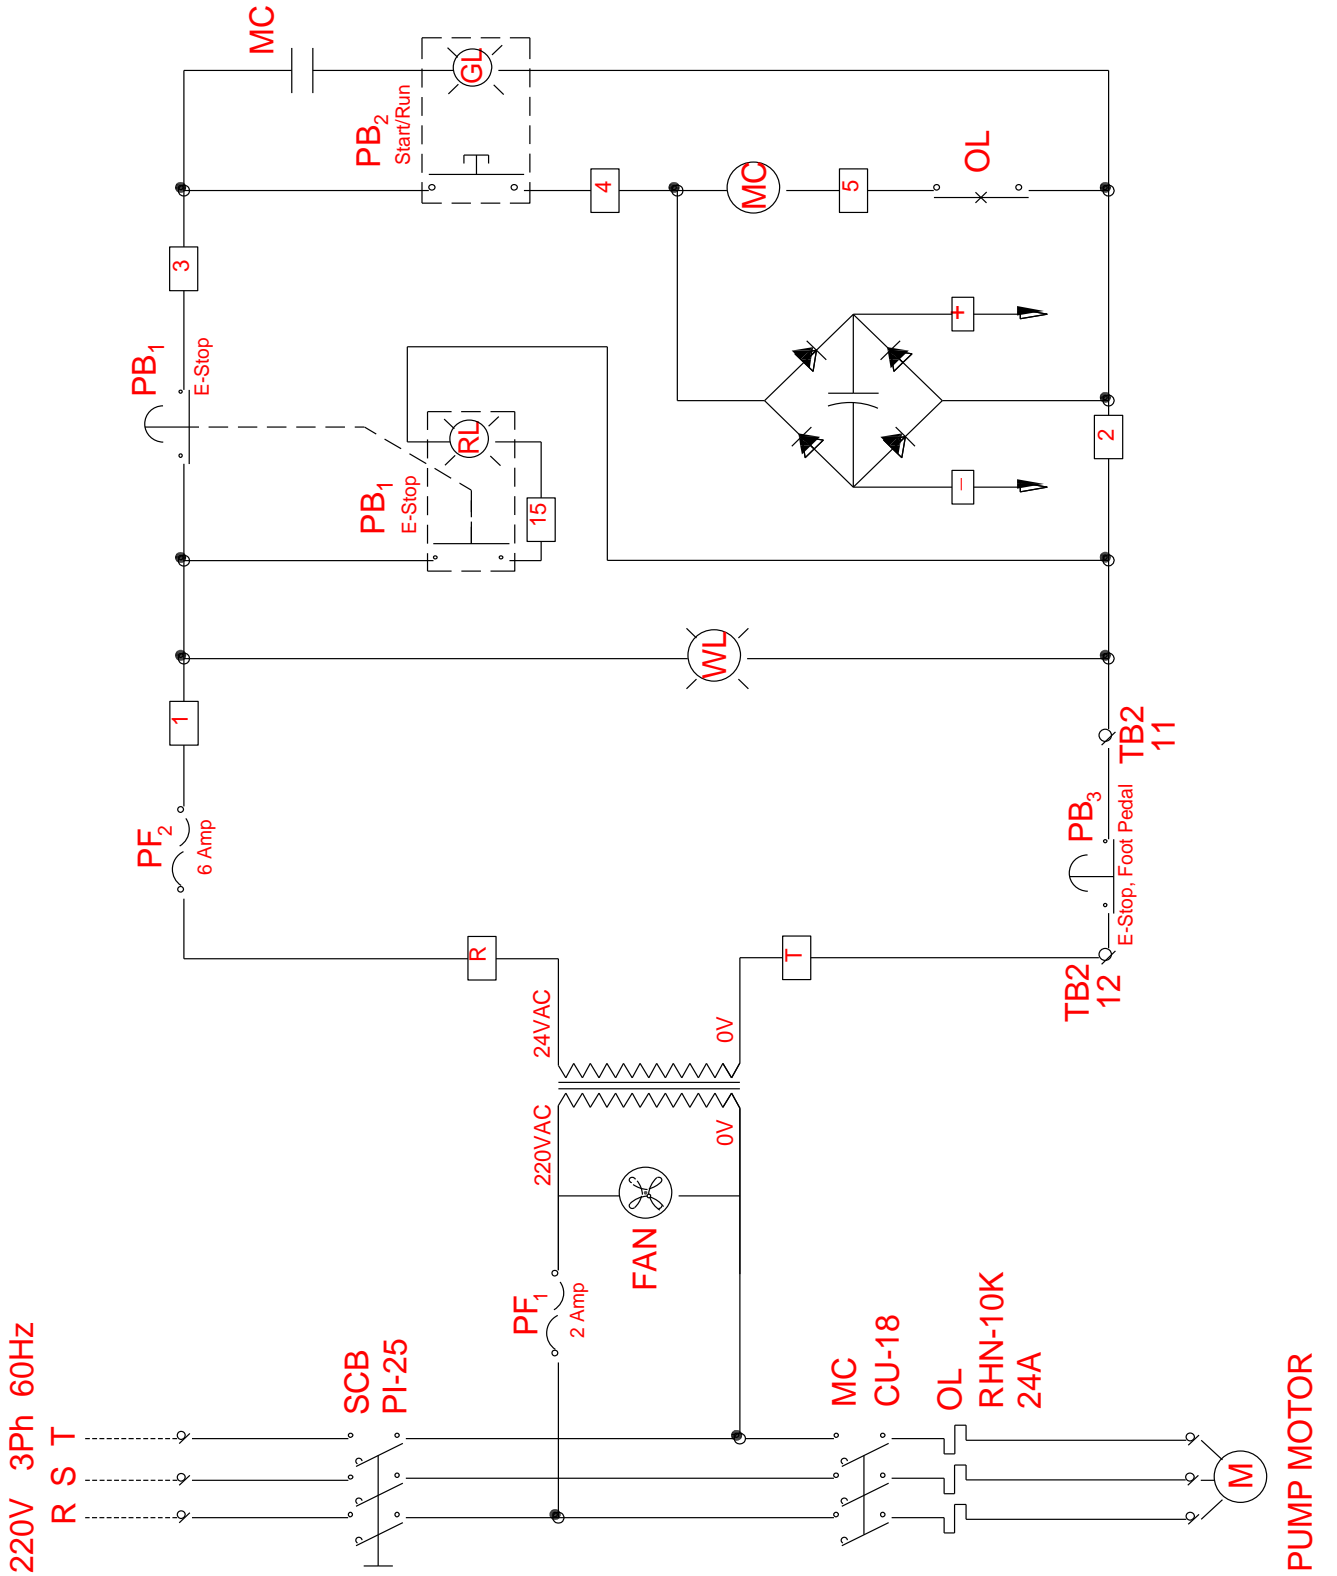 220V 3Ph 60Hz
R S T
SCB
PI-25
PF1
2 Amp
FAN
220VAC
0V
24VAC
0V
MC
CU-18
OL
RHN-10K
24A
M
PUMP MOTOR
R
T
PF2
6 Amp
1
TB2
12
PB3
E-Stop, Foot Pedal
TB2
11
WL
PB1
E-Stop
PB1
E-Stop
RL
15
2
3
+
−
MC
PB2
Start/Run
GL
4
MC
5
OL